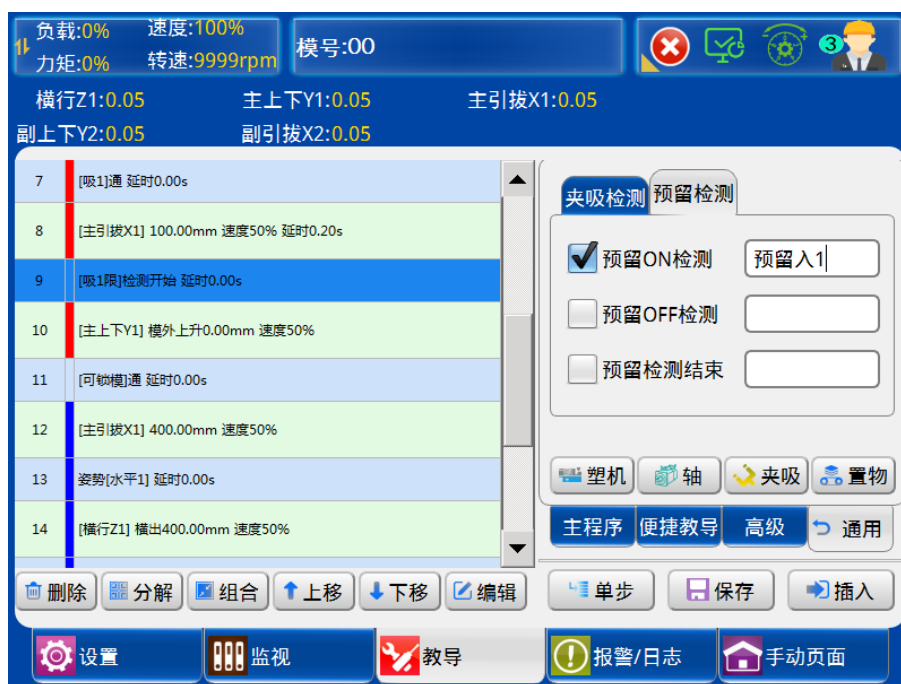 负载:0% 速度:100%
力矩:0% 转速:9999rpm
模号:00
3
横行Z1:0.05 主上下Y1:0.05 主引拔X1:0.05
副上下Y2:0.05 副引拔X2:0.05
7 [吸1]通 延时0.00s
8 [主引拔X1] 100.00mm 速度50% 延时0.20s
9 [吸1限]检测开始 延时0.00s
10 [主上下Y1] 模外上升0.00mm 速度50%
11 [可锁模]通 延时0.00s
12 [主引拔X1] 400.00mm 速度50%
13 姿势[水平1] 延时0.00s
14 [横行Z1] 横出400.00mm 速度50%
夹吸检测 预留检测
预留ON检测 预留入1
预留OFF检测
预留检测结束
塑机 轴 夹吸 置物
主程序 便捷教导 高级 通用
删除 分解 组合 上移 下移 编辑 单步 保存 插入
设置 监视 教导 报警/日志 手动页面